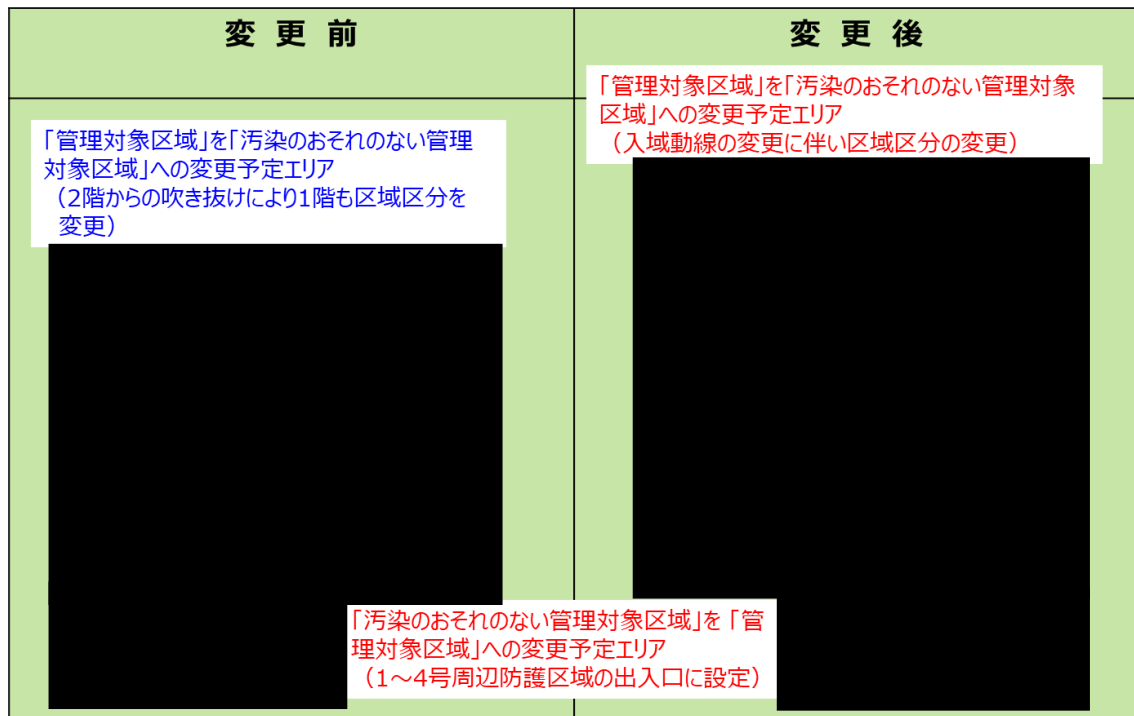 変 更 前
変 更 後
「管理対象区域」を「汚染のおそれのない管理
対象区域」への変更予定エリア
（2階からの吹き抜けにより1階も区域区分を
変更）
「管理対象区域」を「汚染のおそれのない管理対象
区域」への変更予定エリア
（入域動線の変更に伴い区域区分の変更）
「汚染のおそれのない管理対象区域」を 「管
理対象区域」への変更予定エリア
（1～4号周辺防護区域の出入口に設定）